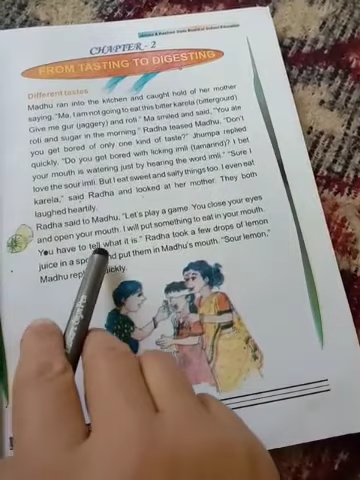 CHAPTER - 2
FROM TASTING TO DIGESTING
Different tastes
Madhu ran into the kitchen and caught hold of her mother
saying, "Ma, I am not going to eat this bitter karela (bittergourd)
Give me gur (jaggery) and roti." Ma smiled and said, "You ate
roti and sugar in the morning." Radha teased Madhu, "Don't
you get bored of only one kind of taste?" Jhumpa replied
quickly, "Do you get bored with licking imli (tamarind)? I bet
your mouth is watering just by hearing the word imli." "Sure I
love the sour imli. But I eat sweet and salty things too. I even eat
karela," said Radha and looked at her mother. They both
laughed heartily.
Radha said to Madhu, "Let's play a game. You close your eyes
and open your mouth. I will put something to eat in your mouth.
You have to tell what it is." Radha took a few drops of lemon
juice in a and put them in Madhu's mouth. "Sour lemon,"
Madhu